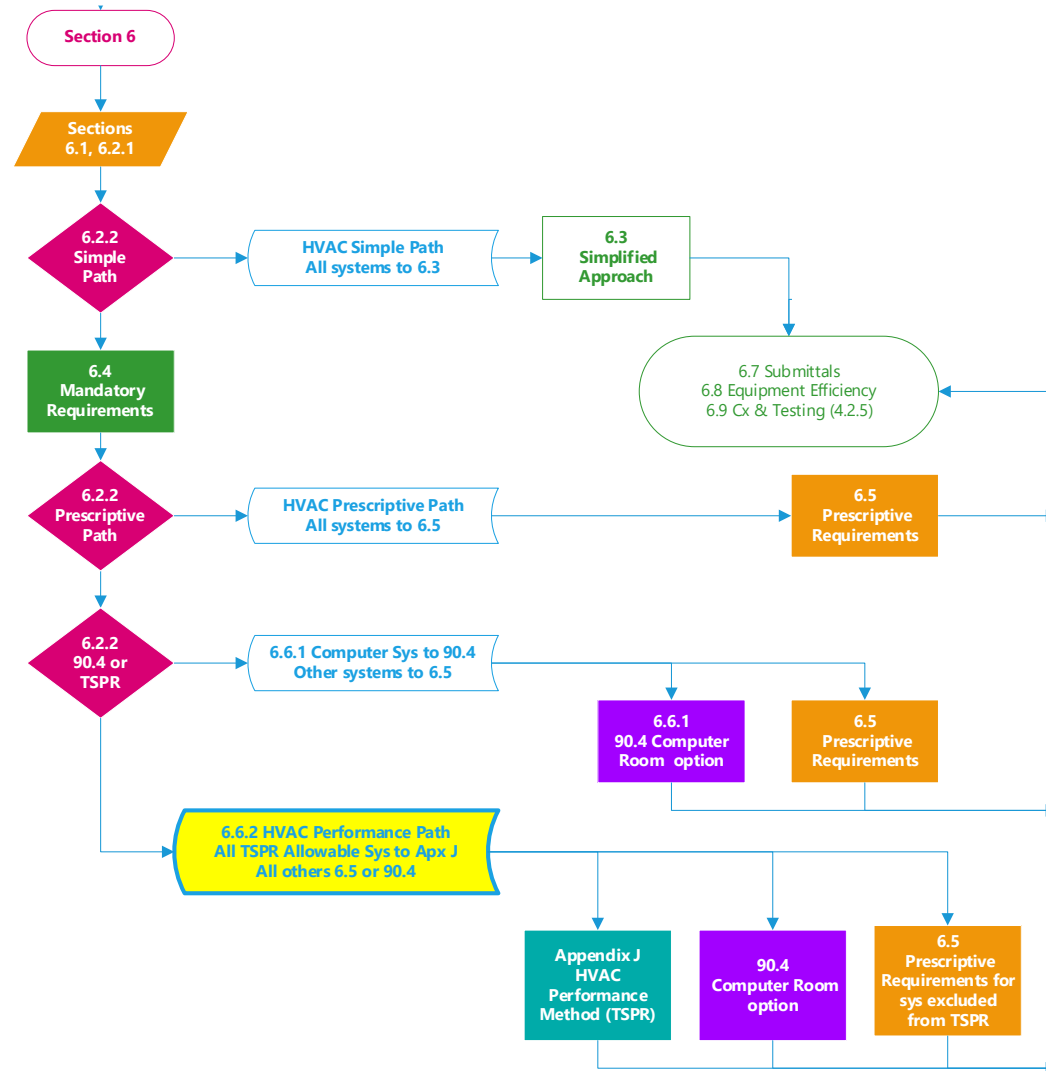 Section 6
Sections
6.1, 6.2.1
6.2.2
Simple
Path
HVAC Simple Path
All systems to 6.3
6.3
Simplified
Approach
6.4
Mandatory
Requirements
6.7 Submittals
6.8 Equipment Efficiency
6.9 Cx & Testing (4.2.5)
6.2.2
Prescriptive
Path
HVAC Prescriptive Path
All systems to 6.5
6.5
Prescriptive
Requirements
6.2.2
90.4 or
TSPR
6.6.1 Computer Sys to 90.4
Other systems to 6.5
6.6.1
90.4 Computer
Room option
6.5
Prescriptive
Requirements
6.6.2 HVAC Performance Path
All TSPR Allowable Sys to Apx J
All others 6.5 or 90.4
Appendix J
HVAC
Performance
Method (TSPR)
90.4
Computer Room
option
6.5
Prescriptive
Requirements for
sys excluded
from TSPR